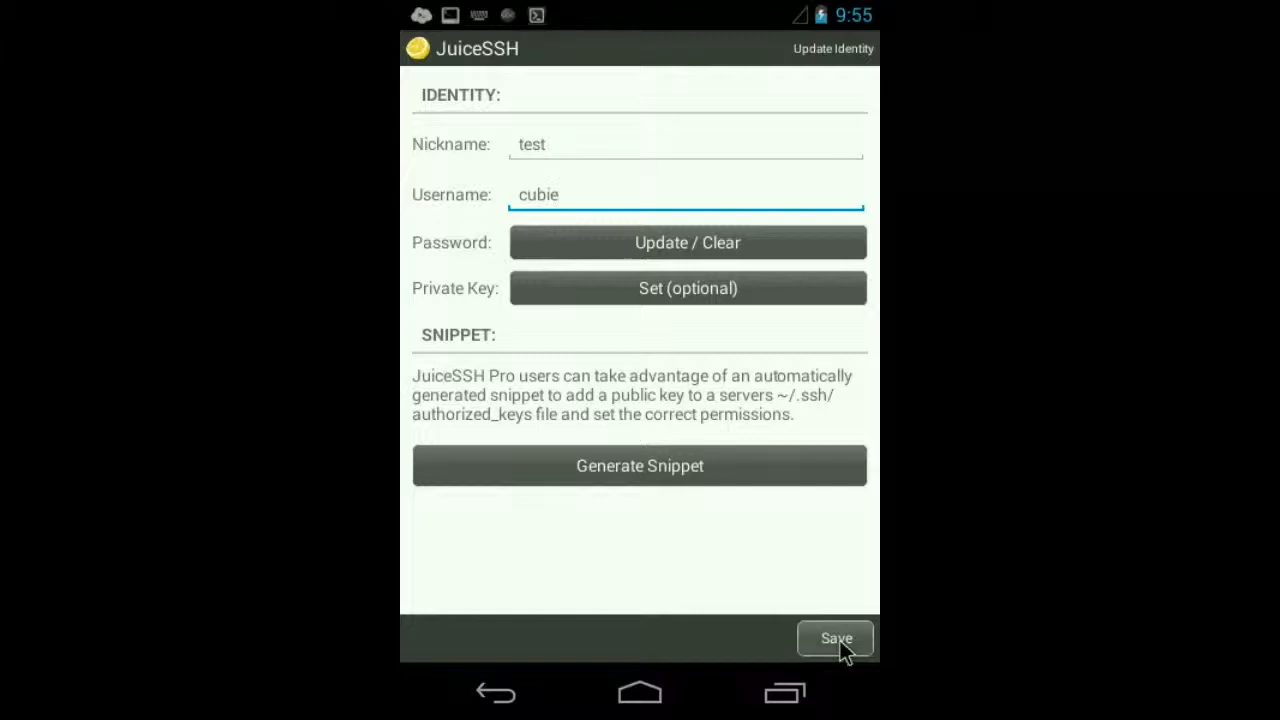 9:55
JuiceSSH
Update Identity
IDENTITY:
Nickname: test
Username: cubie
Password: Update / Clear
Private Key: Set (optional)
SNIPPET:
JuiceSSH Pro users can take advantage of an automatically
generated snippet to add a public key to a servers ~/.ssh/
authorized_keys file and set the correct permissions.
Generate Snippet
Save